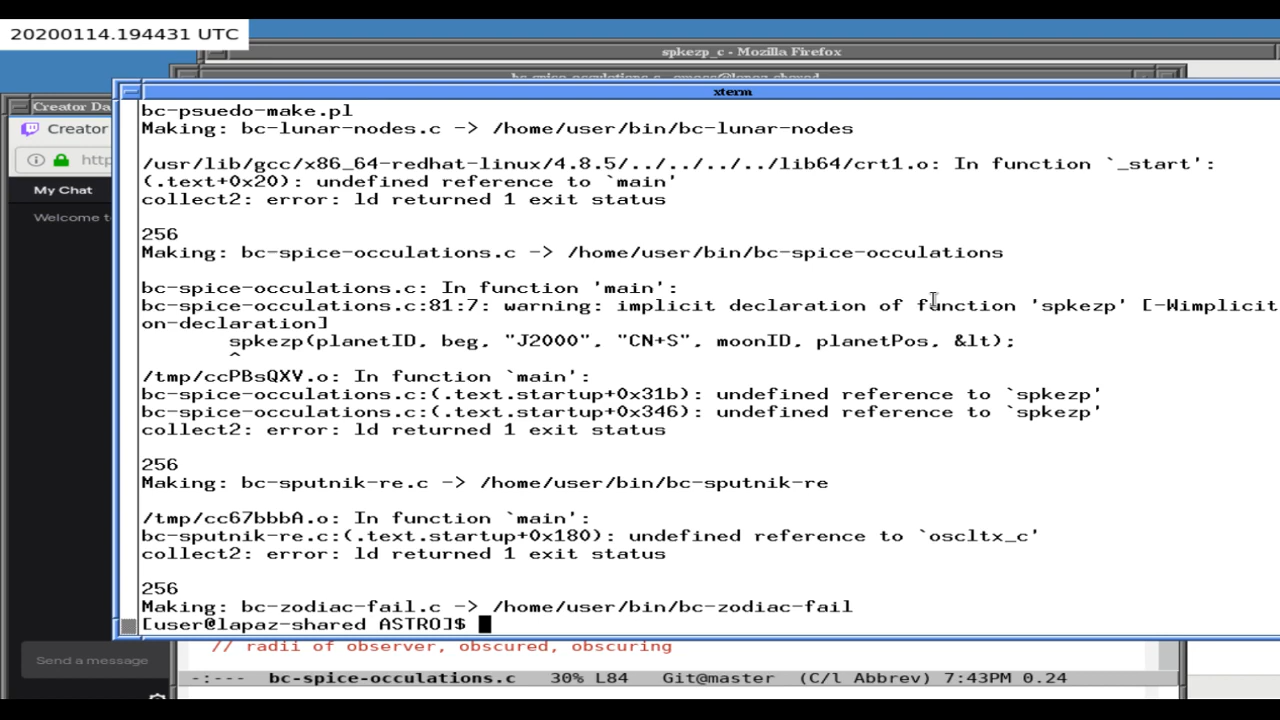 20200114.194431 UTC
spkezp_c - Mozilla Firefox
xterm
Creator Da
Creator
http
My Chat
Welcome t
bc-psuedo-make.pl
Making: bc-lunar-nodes.c -> /home/user/bin/bc-lunar-nodes
/usr/lib/gcc/x86_64-redhat-linux/4.8.5/../../../../lib64/crt1.o: In function `_start':
(.text+0x20): undefined reference to `main'
collect2: error: ld returned 1 exit status
256
Making: bc-spice-occulations.c -> /home/user/bin/bc-spice-occulations
bc-spice-occulations.c: In function 'main':
bc-spice-occulations.c:81:7: warning: implicit declaration of function 'spkezp' [-Wimplicit
on-declaration]
spkezp(planetID, beg, "J2000", "CN+S", moonID, planetPos, &lt);
^
/tmp/ccPBsQXV.o: In function `main':
bc-spice-occulations.c:(.text.startup+0x31b): undefined reference to `spkezp'
bc-spice-occulations.c:(.text.startup+0x346): undefined reference to `spkezp'
collect2: error: ld returned 1 exit status
256
Making: bc-sputnik-re.c -> /home/user/bin/bc-sputnik-re
/tmp/cc67bbbA.o: In function `main':
bc-sputnik-re.c:(.text.startup+0x180): undefined reference to `oscltx_c'
collect2: error: ld returned 1 exit status
256
Making: bc-zodiac-fail.c -> /home/user/bin/bc-zodiac-fail
[user@lapaz-shared ASTRO]$
// radii of observer, obscured, obscuring
Send a message
-:--- bc-spice-occulations.c 30% L84 Git@master (C/l Abbrev) 7:43PM 0.24